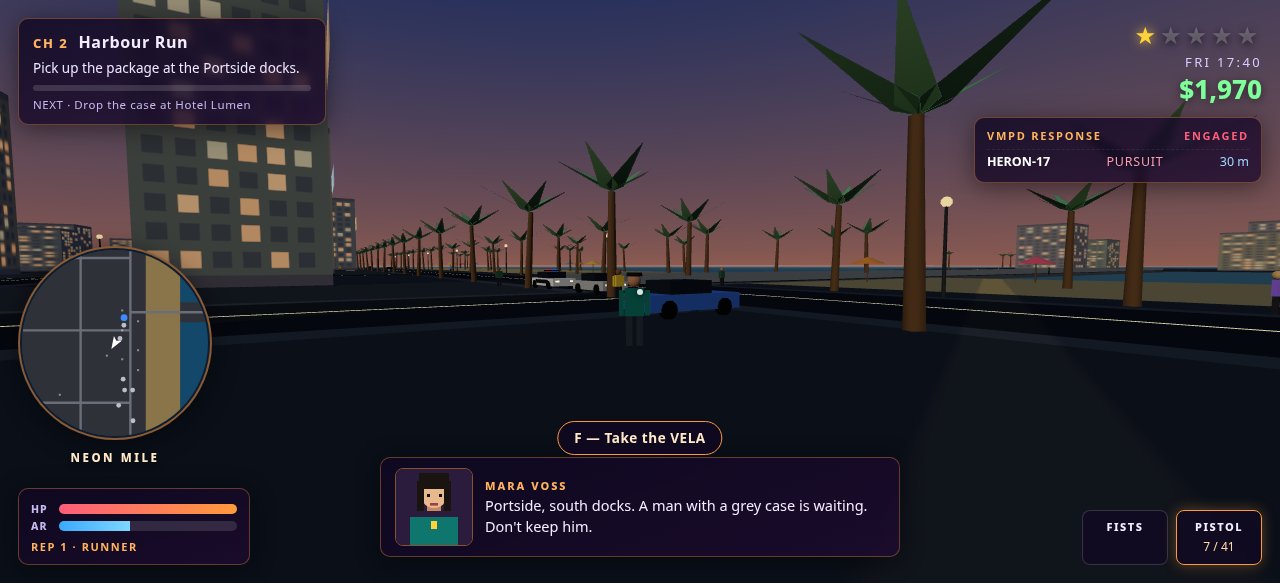 CH 2 Harbour Run
Pick up the package at the Portside docks.
NEXT · Drop the case at Hotel Lumen
FRI 17:40
$1,970
VMPD RESPONSE ENGAGED
HERON-17 PURSUIT 30 m
NEON MILE
HP
AR
REP 1 · RUNNER
F — Take the VELA
MARA VOSS
Portside, south docks. A man with a grey case is waiting.
Don't keep him.
FISTS
PISTOL
7 / 41